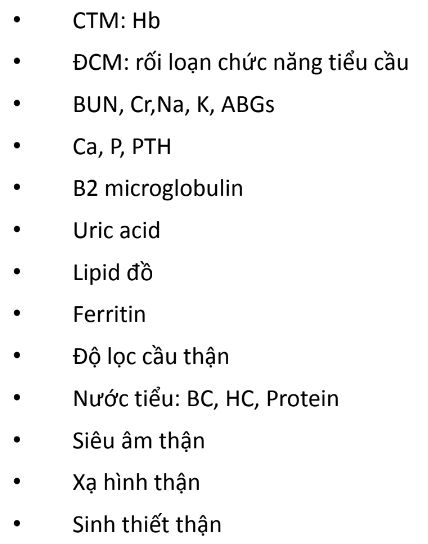 • CTM: Hb
• ĐCM: rối loạn chức năng tiểu cầu
• BUN, Cr,Na, K, ABGs
• Ca, P, PTH
• B2 microglobulin
• Uric acid
• Lipid đồ
• Ferritin
• Độ lọc cầu thận
• Nước tiểu: BC, HC, Protein
• Siêu âm thận
• Xạ hình thận
• Sinh thiết thận